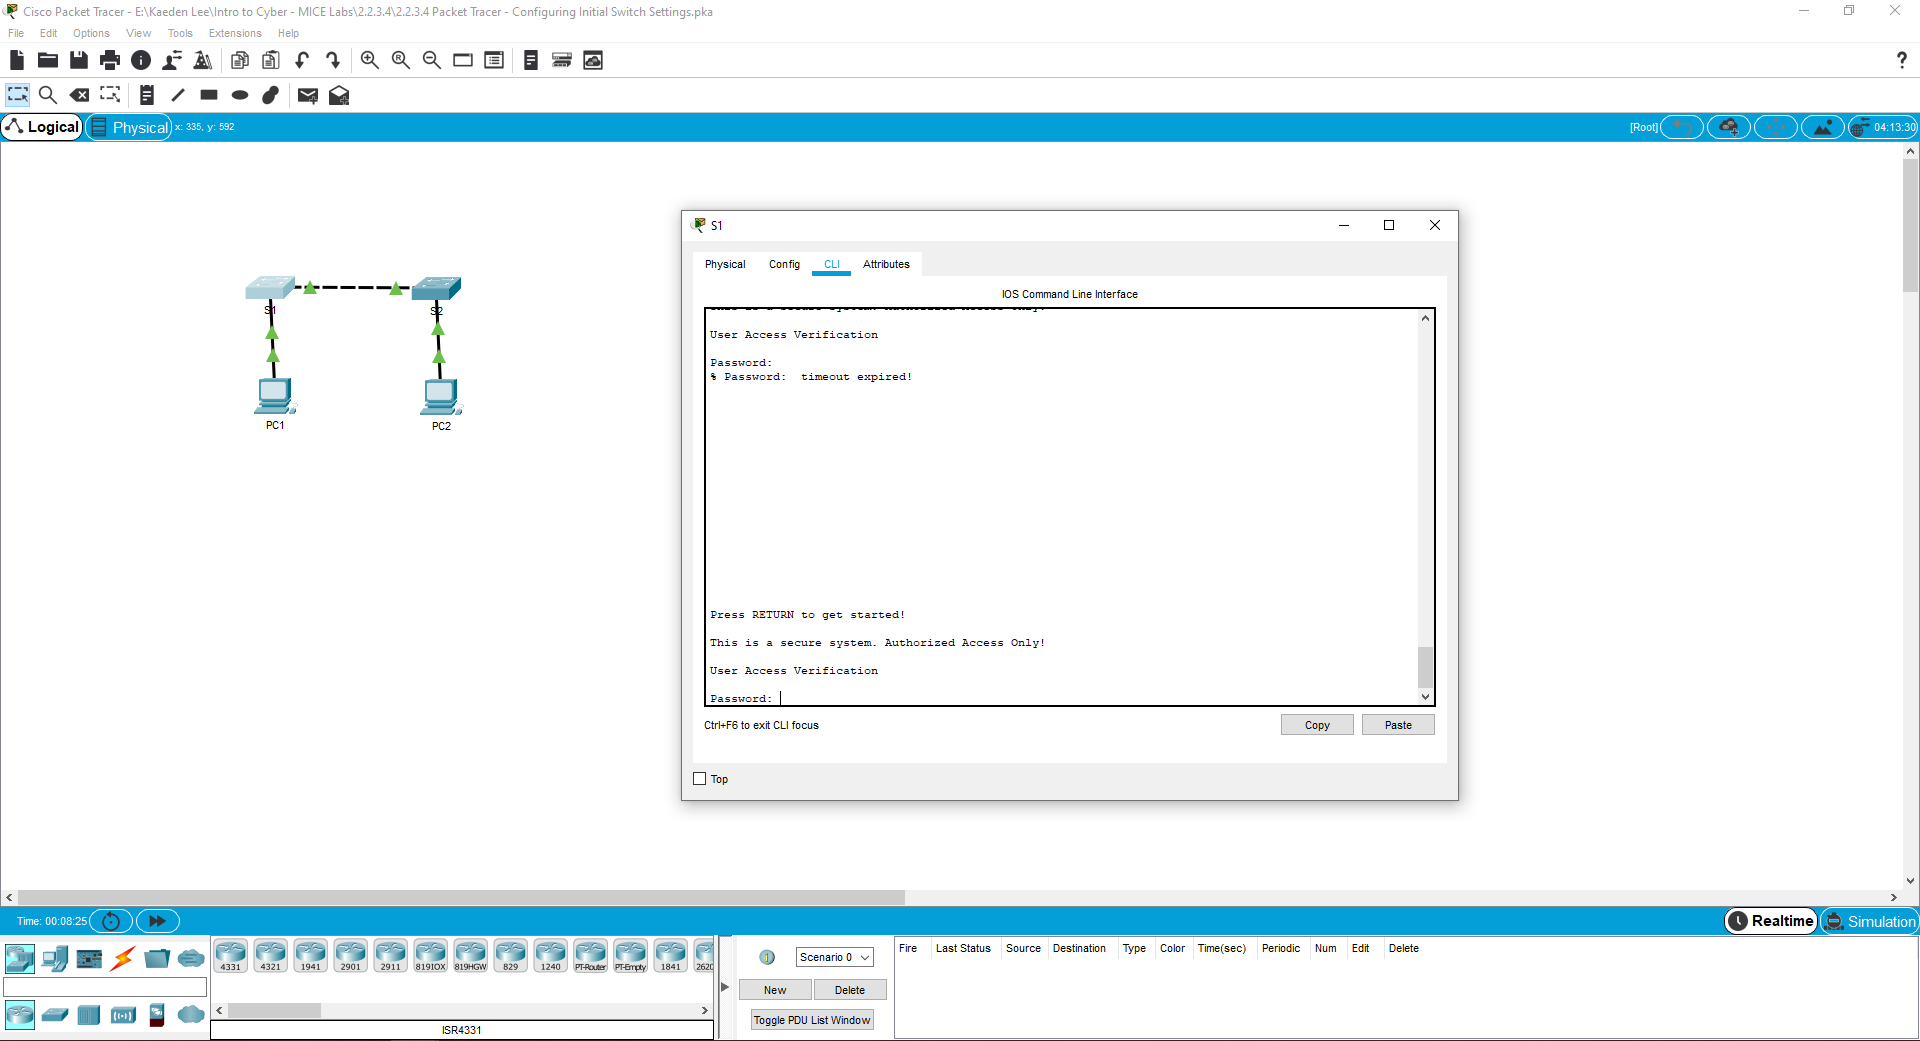 Cisco Packet Tracer - E:\Kaeden Lee\Intro to Cyber - MICE Labs\2.2.3.4\2.2.3.4 Packet Tracer - Configuring Initial Switch Settings.pka
File Edit Options View Tools Extensions Help
Logical Physical x: 335, y: 592 [Root] 04:13:30
S1
Physical Config CLI Attributes
IOS Command Line Interface
User Access Verification
Password:
% Password: timeout expired!
Press RETURN to get started!
This is a secure system. Authorized Access Only!
User Access Verification
Password:
Ctrl+F6 to exit CLI focus
Copy Paste
Top
S1 S2
PC1 PC2
Time: 00:08:25 Realtime Simulation
4331 4321 1941 2901 2911 819IOX 819HGW 829 1240 PT-Router PT-Empty 1841 2620
ISR4331
Scenario 0
New Delete
Toggle PDU List Window
Fire Last Status Source Destination Type Color Time(sec) Periodic Num Edit Delete